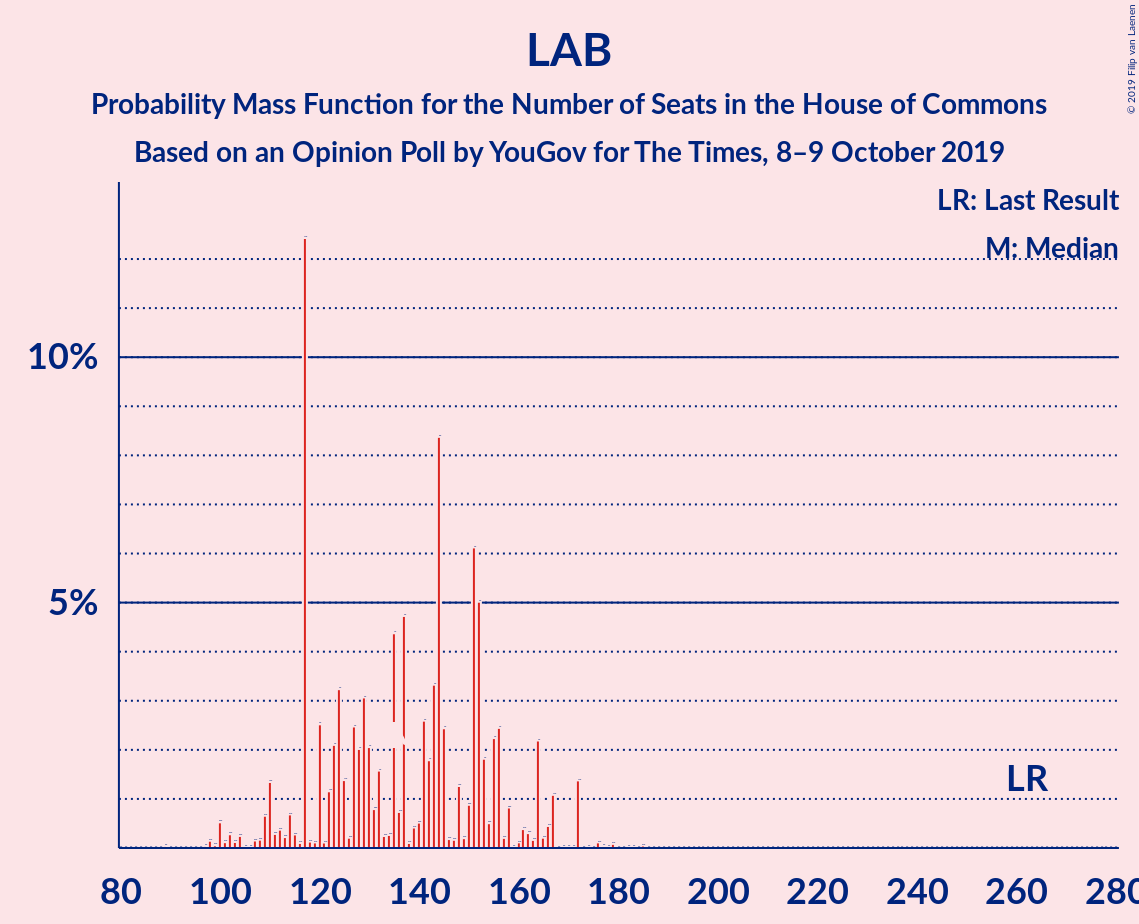 LAB
Probability Mass Function for the Number of Seats in the House of Commons
Based on an Opinion Poll by YouGov for The Times, 8–9 October 2019
© 2019 Filip van Laenen
LR: Last Result
M: Median
10%
5%
LR
80 100 120 140 160 180 200 220 240 260 280